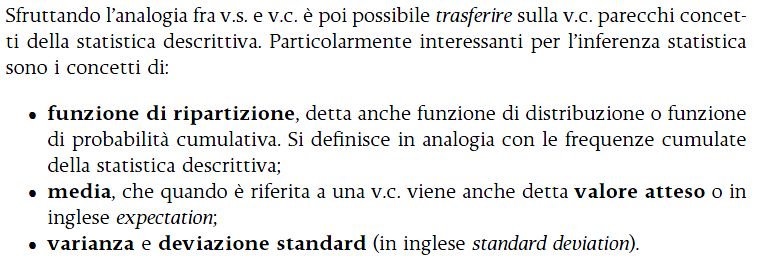 Sfruttando l'analogia fra v.s. e v.c. è poi possibile trasferire sulla v.c. parecchi concet-
ti della statistica descrittiva. Particolarmente interessanti per l'inferenza statistica
sono i concetti di:
• funzione di ripartizione, detta anche funzione di distribuzione o funzione
di probabilità cumulativa. Si definisce in analogia con le frequenze cumulate
della statistica descrittiva;
• media, che quando è riferita a una v.c. viene anche detta valore atteso o in
inglese expectation;
• varianza e deviazione standard (in inglese standard deviation).